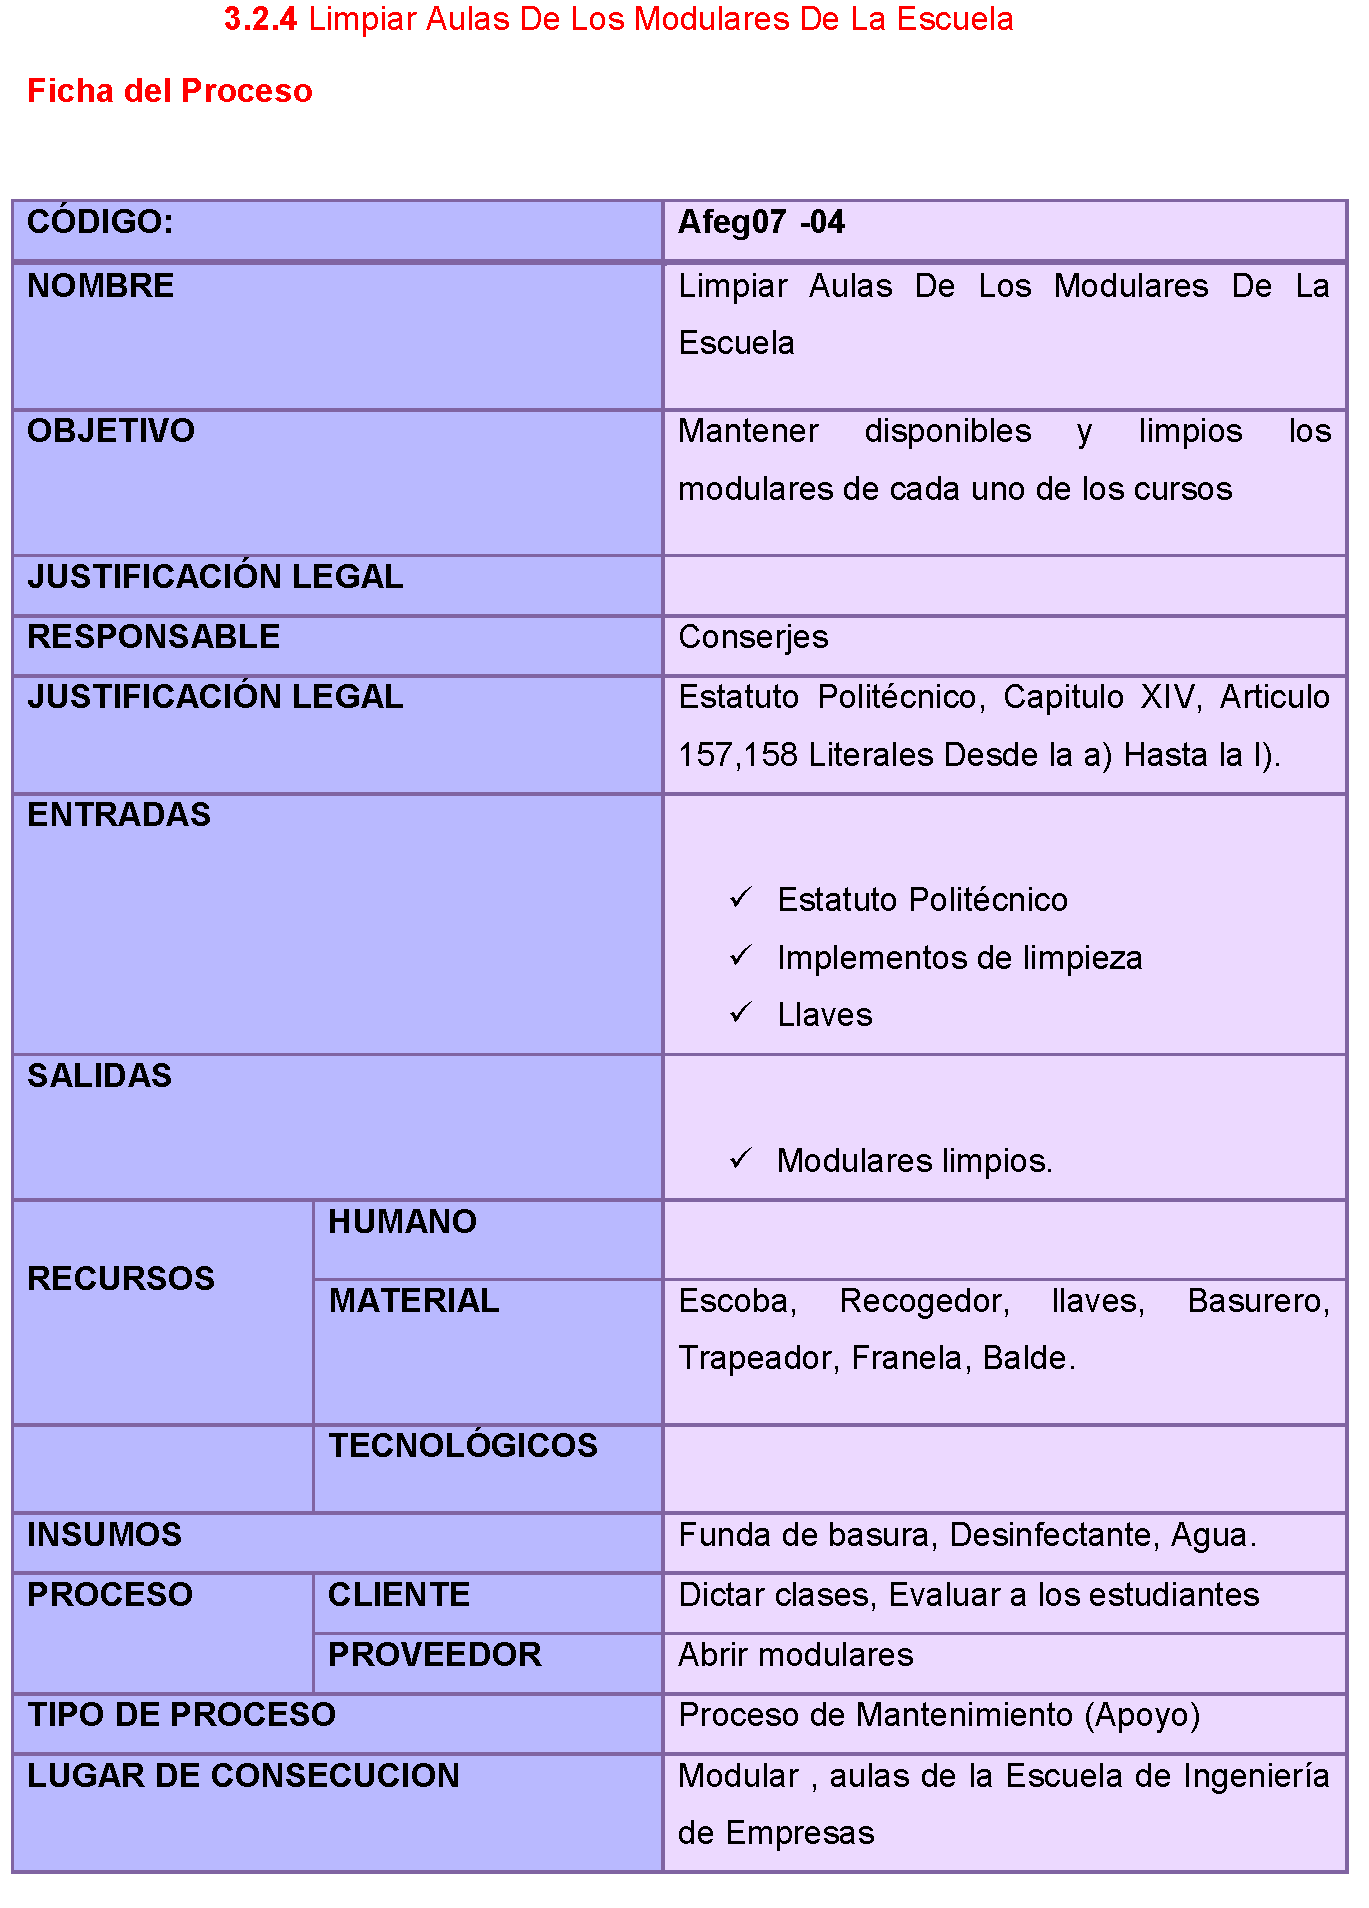 3.2.4 Limpiar Aulas De Los Modulares De La Escuela
Ficha del Proceso
CÓDIGO:
Afeg07 -04
NOMBRE
Limpiar Aulas De Los Modulares De La
Escuela
OBJETIVO
Mantener disponibles y limpios los
modulares de cada uno de los cursos
JUSTIFICACIÓN LEGAL
RESPONSABLE
Conserjes
JUSTIFICACIÓN LEGAL
Estatuto Politécnico, Capitulo XIV, Articulo
157,158 Literales Desde la a) Hasta la l).
ENTRADAS
✓ Estatuto Politécnico
✓ Implementos de limpieza
✓ Llaves
SALIDAS
✓ Modulares limpios.
RECURSOS
HUMANO
MATERIAL
Escoba, Recogedor, llaves, Basurero,
Trapeador, Franela, Balde.
TECNOLÓGICOS
INSUMOS
Funda de basura, Desinfectante, Agua.
PROCESO
CLIENTE
Dictar clases, Evaluar a los estudiantes
PROVEEDOR
Abrir modulares
TIPO DE PROCESO
Proceso de Mantenimiento (Apoyo)
LUGAR DE CONSECUCION
Modular , aulas de la Escuela de Ingeniería
de Empresas